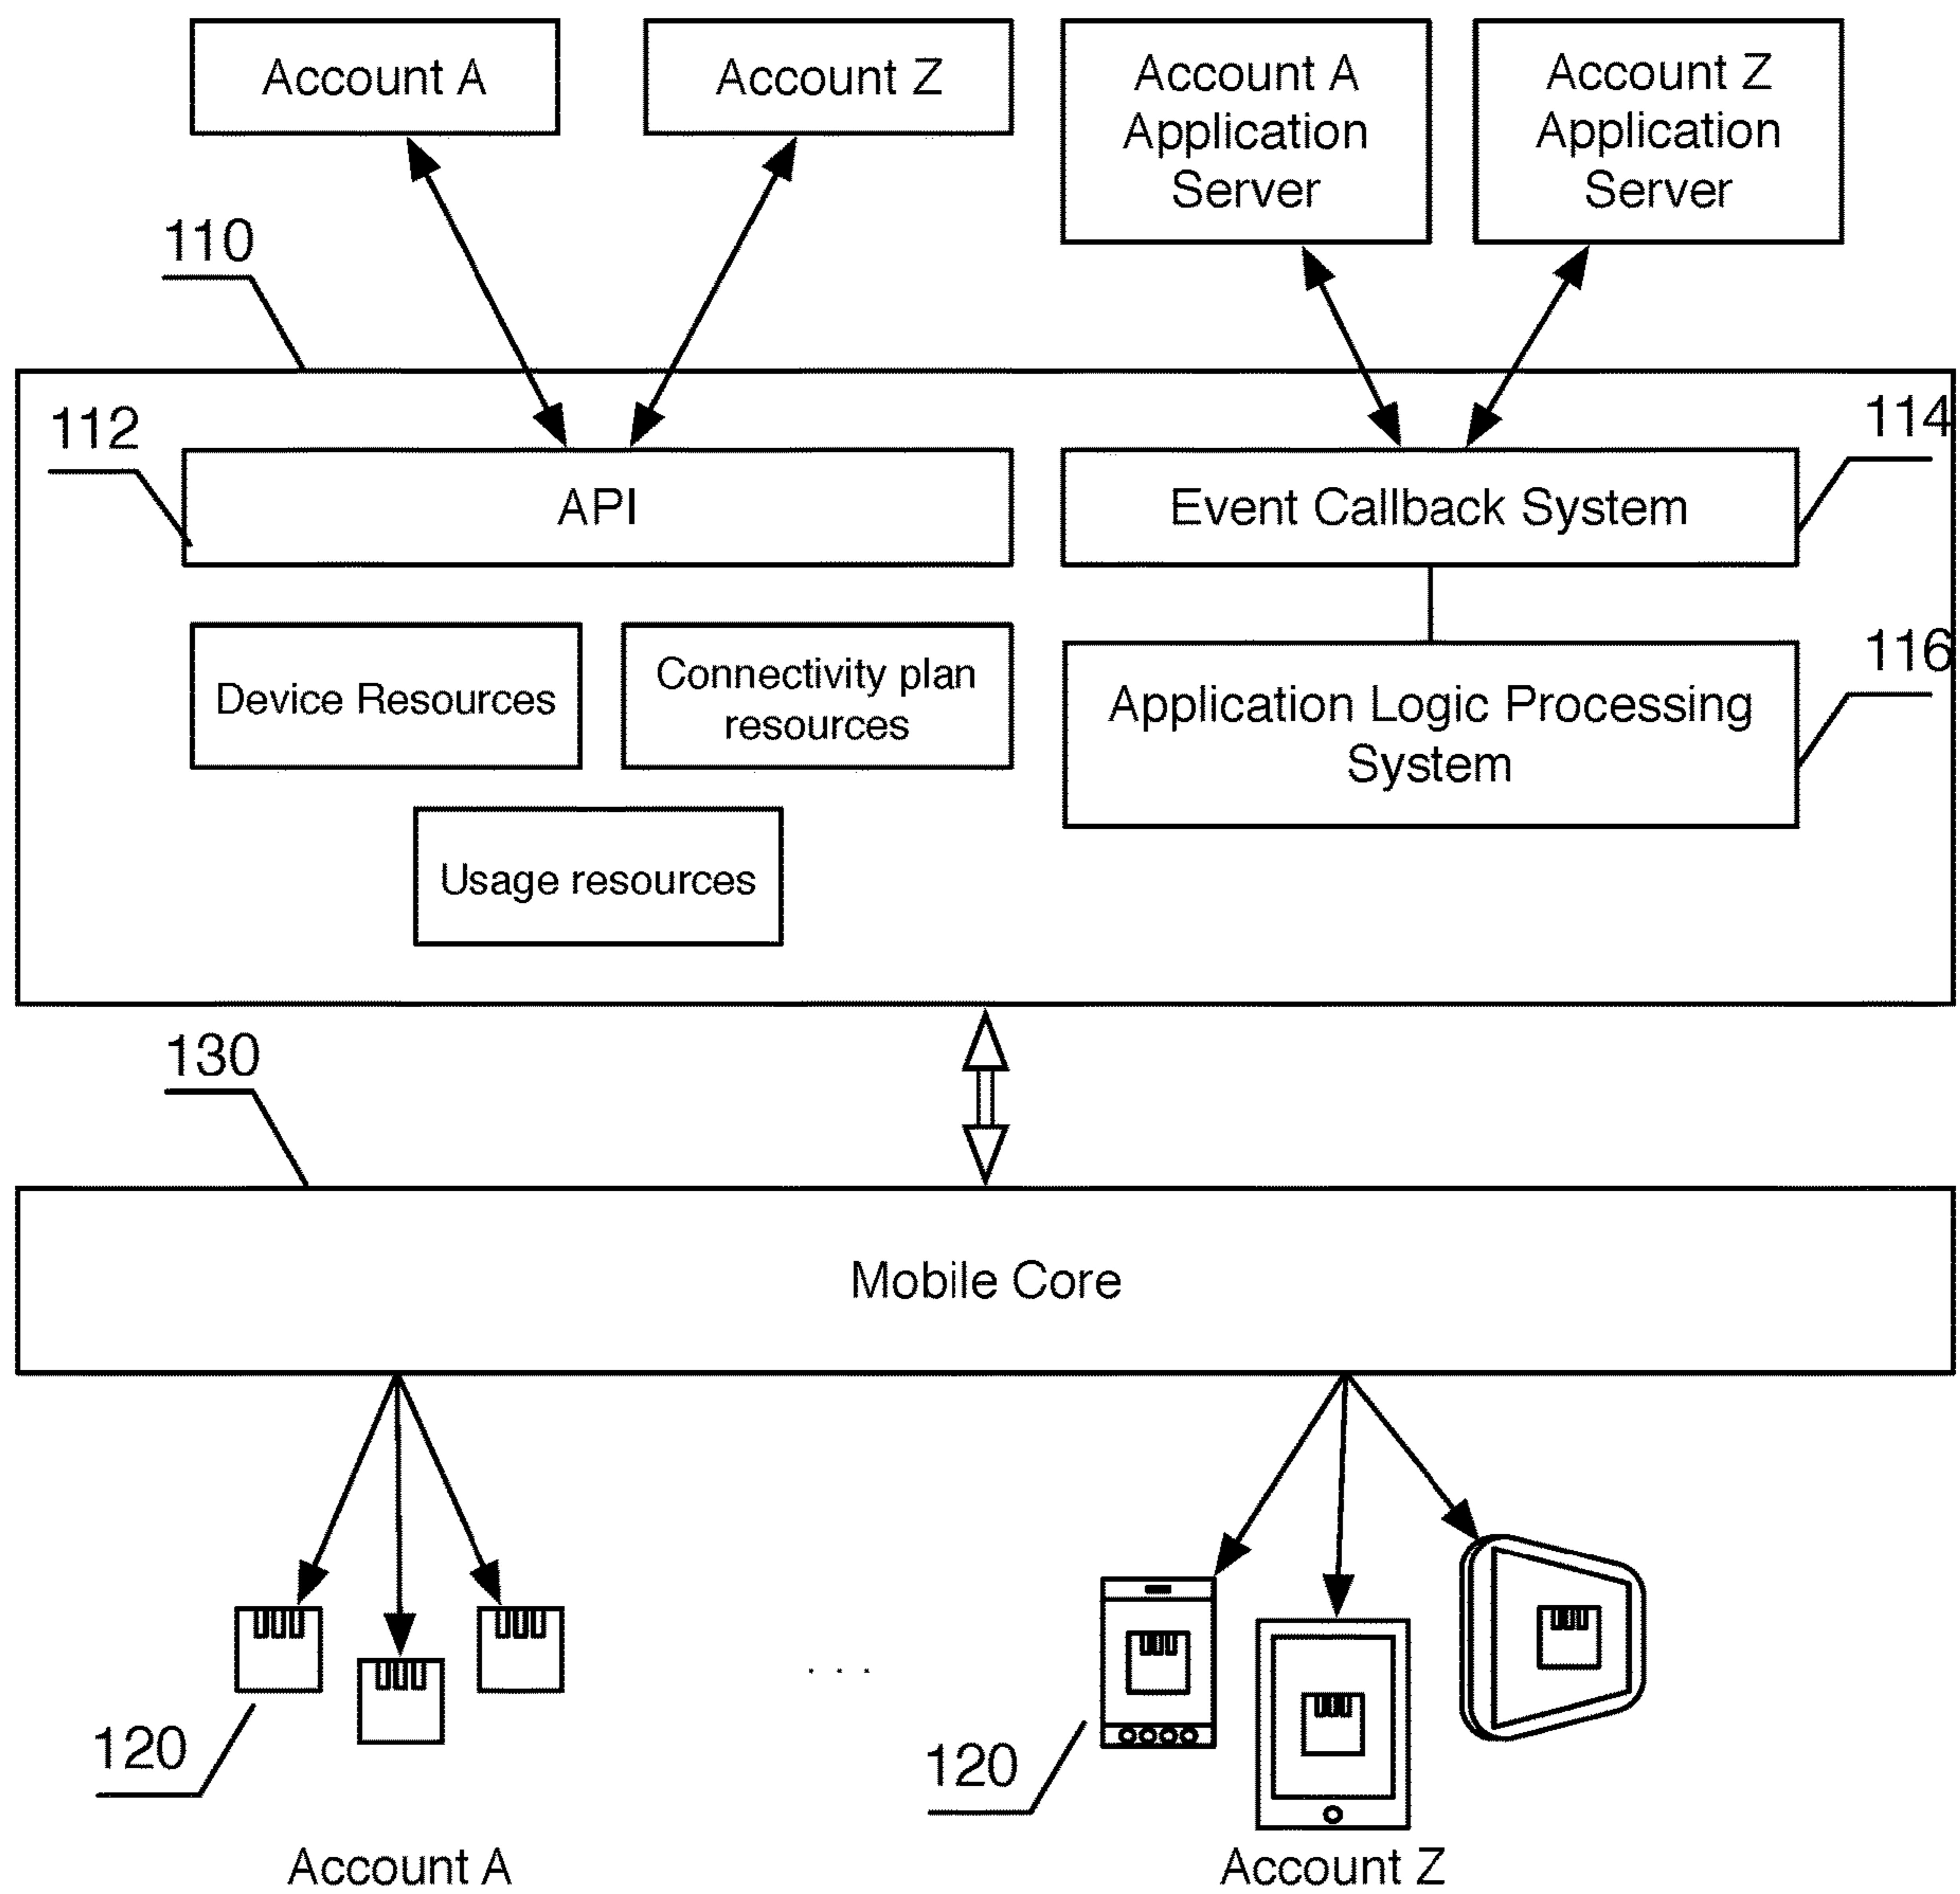 Account A
Account Z
Account A
Application
Server
Account Z
Application
Server
110
112
API
114
Event Callback System
Device Resources
Connectivity plan
resources
116
Application Logic Processing
System
Usage resources
130
Mobile Core
. . .
120
120
Account A
Account Z